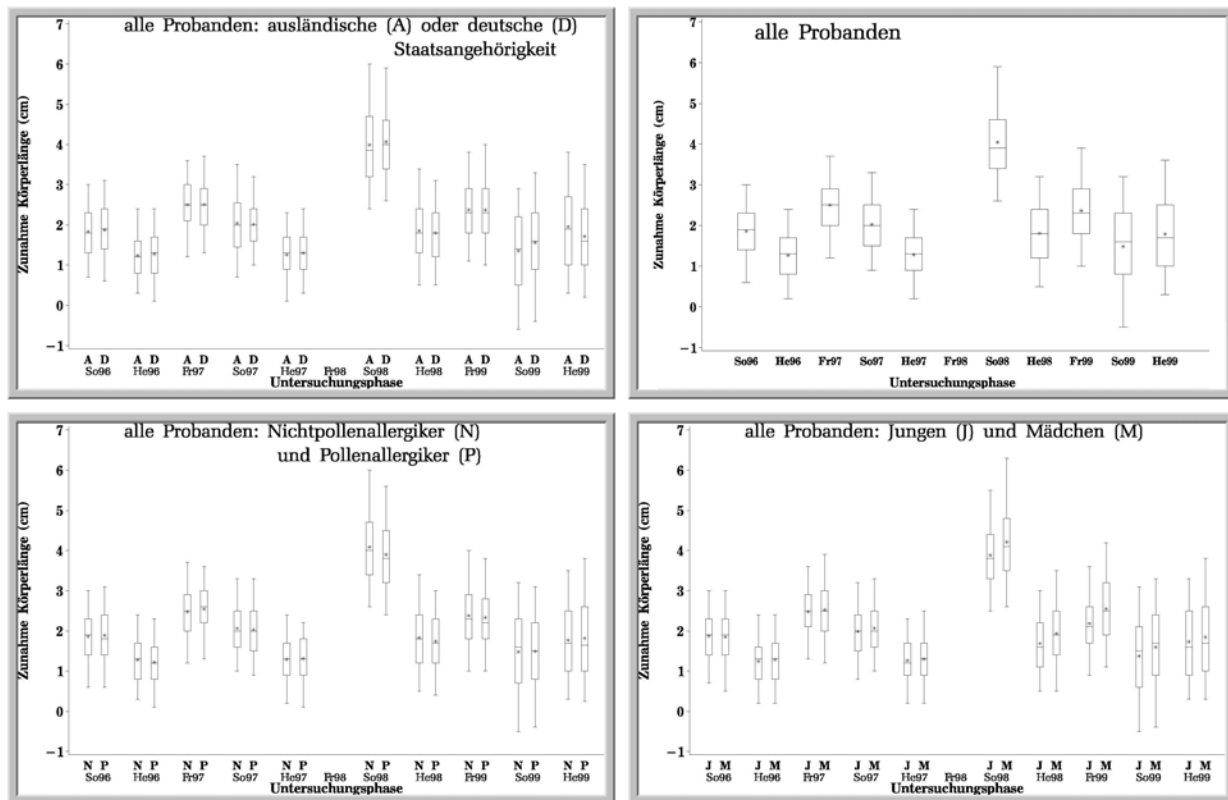 alle Probanden: ausländische (A) oder deutsche (D)
Staatsangehörigkeit
Zunahme Körperlänge (cm)
7
6
5
4
3
2
1
0
−1
A D A D A D A D A D A D A D A D A D A D
So96 He96 Fr97 So97 He97 Fr98 So98 He98 Fr99 So99 He99
Untersuchungsphase
alle Probanden
Zunahme Körperlänge (cm)
7
6
5
4
3
2
1
0
−1
So96 He96 Fr97 So97 He97 Fr98 So98 He98 Fr99 So99 He99
Untersuchungsphase
alle Probanden: Nichtpollenallergiker (N)
und Pollenallergiker (P)
Zunahme Körperlänge (cm)
7
6
5
4
3
2
1
0
−1
N P N P N P N P N P N P N P N P N P N P
So96 He96 Fr97 So97 He97 Fr98 So98 He98 Fr99 So99 He99
Untersuchungsphase
alle Probanden: Jungen (J) und Mädchen (M)
Zunahme Körperlänge (cm)
7
6
5
4
3
2
1
0
−1
J M J M J M J M J M J M J M J M J M J M
So96 He96 Fr97 So97 He97 Fr98 So98 He98 Fr99 So99 He99
Untersuchungsphase